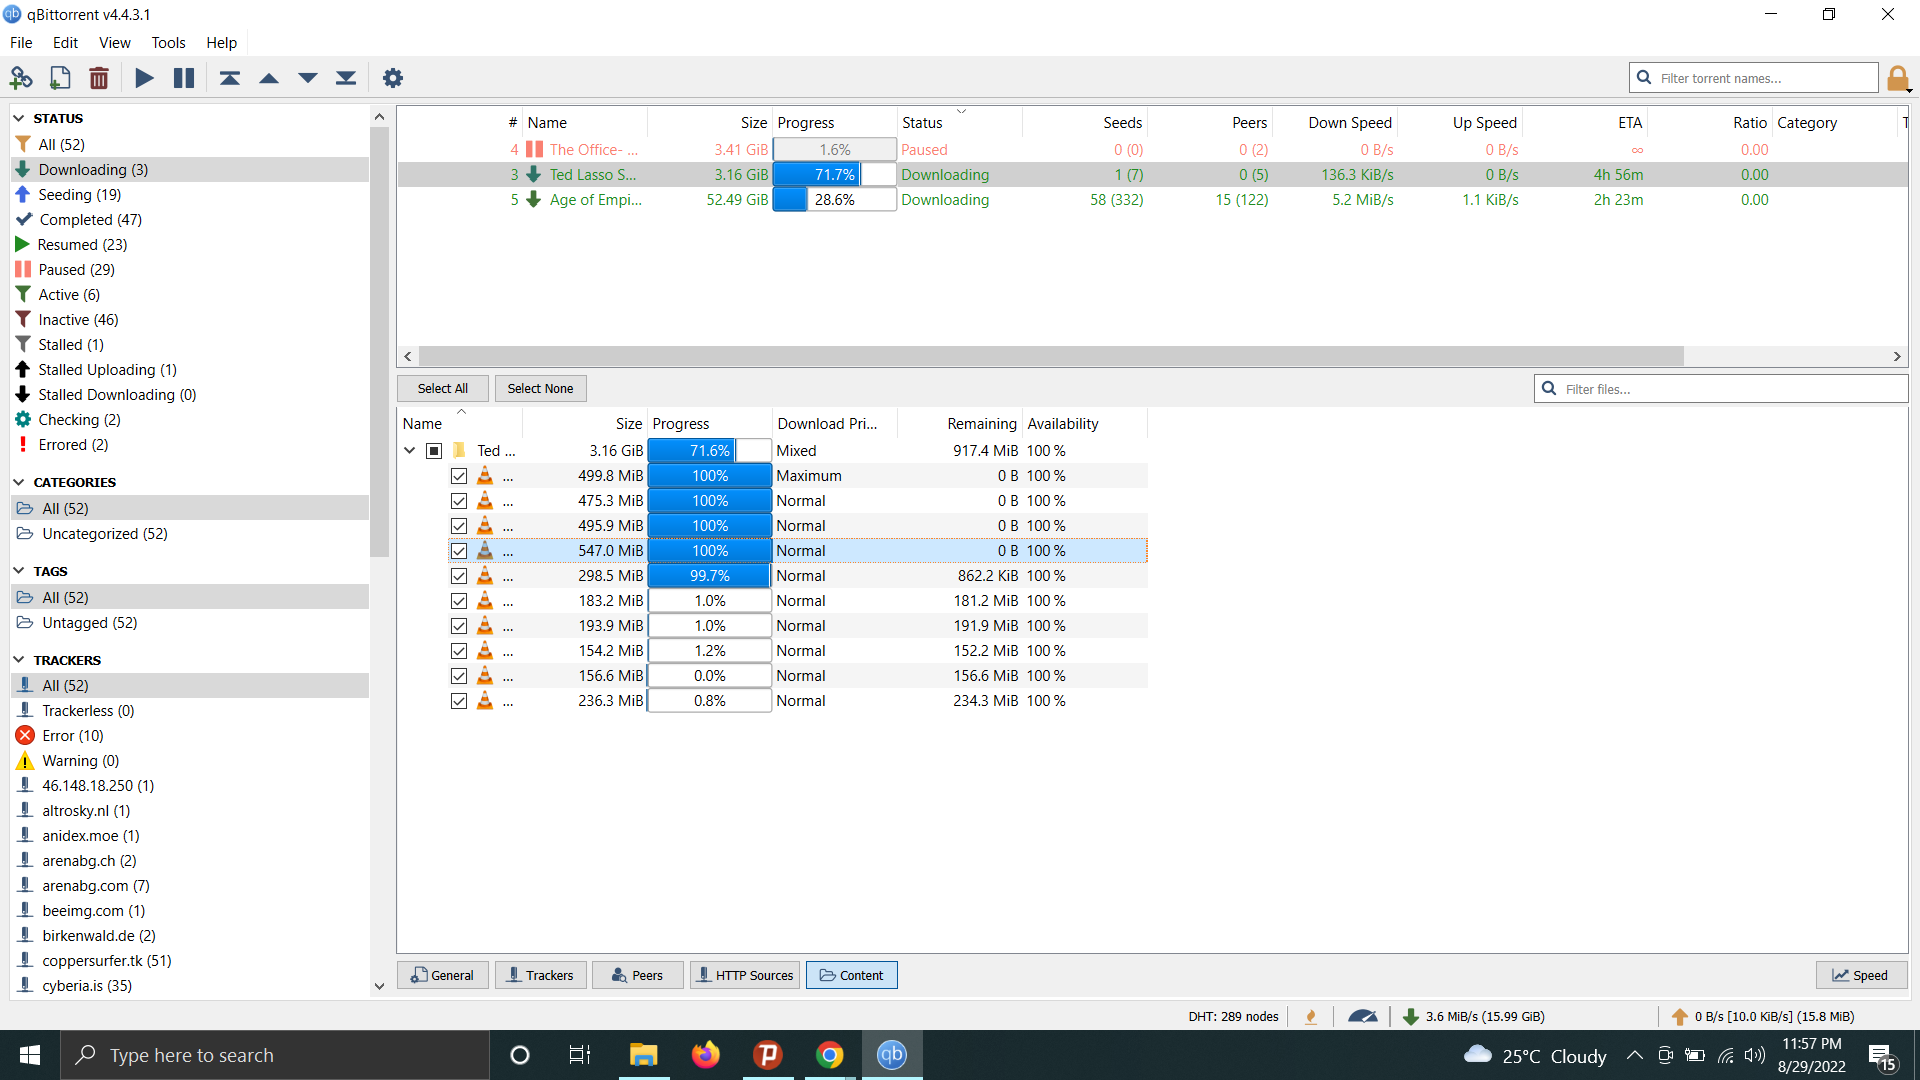 qBittorrent v4.4.3.1
File Edit View Tools Help
Filter torrent names...
STATUS
All (52)
Downloading (3)
Seeding (19)
Completed (47)
Resumed (23)
Paused (29)
Active (6)
Inactive (46)
Stalled (1)
Stalled Uploading (1)
Stalled Downloading (0)
Checking (2)
Errored (2)
CATEGORIES
All (52)
Uncategorized (52)
TAGS
All (52)
Untagged (52)
TRACKERS
All (52)
Trackerless (0)
Error (10)
Warning (0)
46.148.18.250 (1)
altrosky.nl (1)
anidex.moe (1)
arenabg.ch (2)
arenabg.com (7)
beeimg.com (1)
birkenwald.de (2)
coppersurfer.tk (51)
cyberia.is (35)
# Name Size Progress Status Seeds Peers Down Speed Up Speed ETA Ratio Category T
4 The Office- ... 3.41 GiB 1.6% Paused 0 (0) 0 (2) 0 B/s 0 B/s ∞ 0.00
3 Ted Lasso S... 3.16 GiB 71.7% Downloading 1 (7) 0 (5) 136.3 KiB/s 0 B/s 4h 56m 0.00
5 Age of Empi... 52.49 GiB 28.6% Downloading 58 (332) 15 (122) 5.2 MiB/s 1.1 KiB/s 2h 23m 0.00
Select All Select None Filter files...
Name Size Progress Download Pri... Remaining Availability
Ted ... 3.16 GiB 71.6% Mixed 917.4 MiB 100 %
... 499.8 MiB 100% Maximum 0 B 100 %
... 475.3 MiB 100% Normal 0 B 100 %
... 495.9 MiB 100% Normal 0 B 100 %
... 547.0 MiB 100% Normal 0 B 100 %
... 298.5 MiB 99.7% Normal 862.2 KiB 100 %
... 183.2 MiB 1.0% Normal 181.2 MiB 100 %
... 193.9 MiB 1.0% Normal 191.9 MiB 100 %
... 154.2 MiB 1.2% Normal 152.2 MiB 100 %
... 156.6 MiB 0.0% Normal 156.6 MiB 100 %
... 236.3 MiB 0.8% Normal 234.3 MiB 100 %
General Trackers Peers HTTP Sources Content Speed
DHT: 289 nodes 3.6 MiB/s (15.99 GiB) 0 B/s [10.0 KiB/s] (15.8 MiB)
Type here to search
25°C Cloudy
11:57 PM
8/29/2022
15